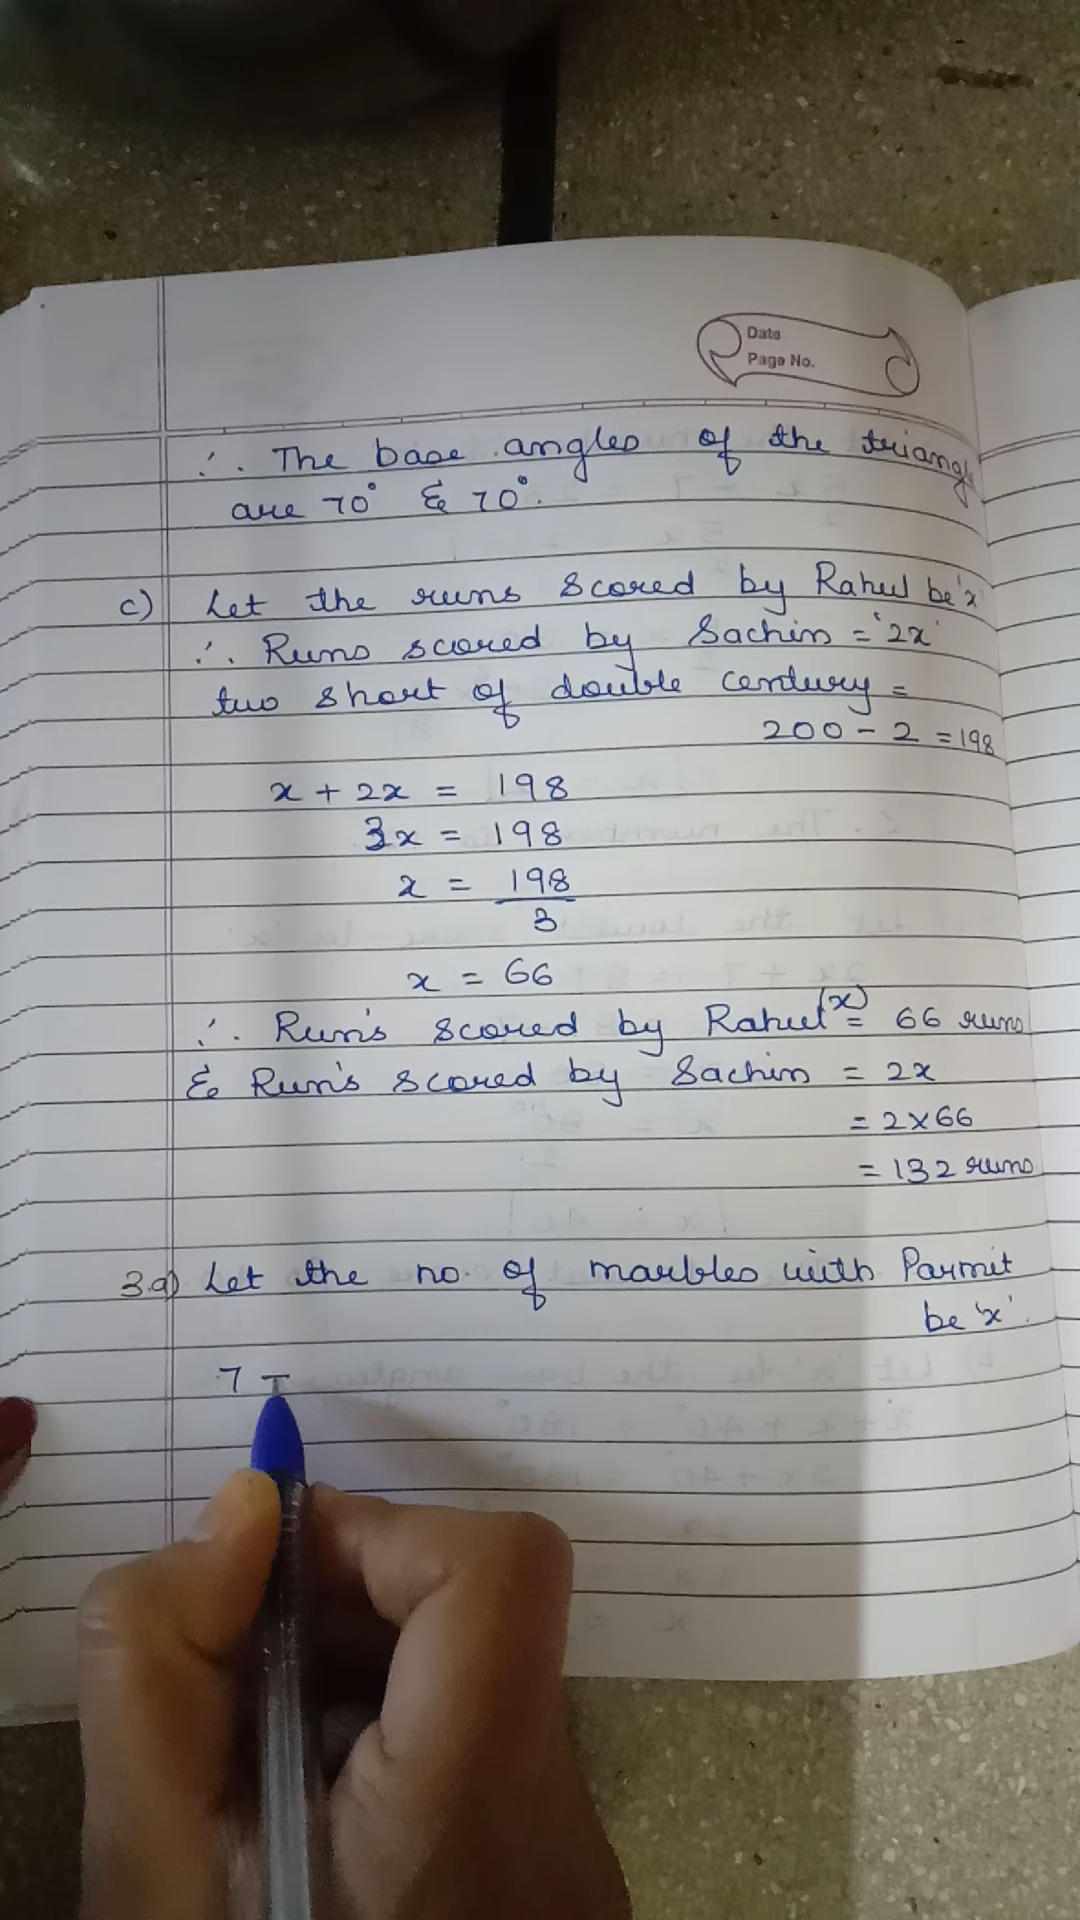 Date
Page No.
∴ The base angles of the triangle
are 70° & 70°.
c) Let the runs scored by Rahul be 'x'
∴ Runs scored by Sachin = '2x'
two short of double century =
200 - 2 = 198
x + 2x = 198
3x = 198
x = 198
3
x = 66
∴ Run's scored by Rahul (x) = 66 runs
& Run's scored by Sachin = 2x
= 2x66
= 132 runs
3.a) Let the no. of marbles with Parmit
be 'x'.
7